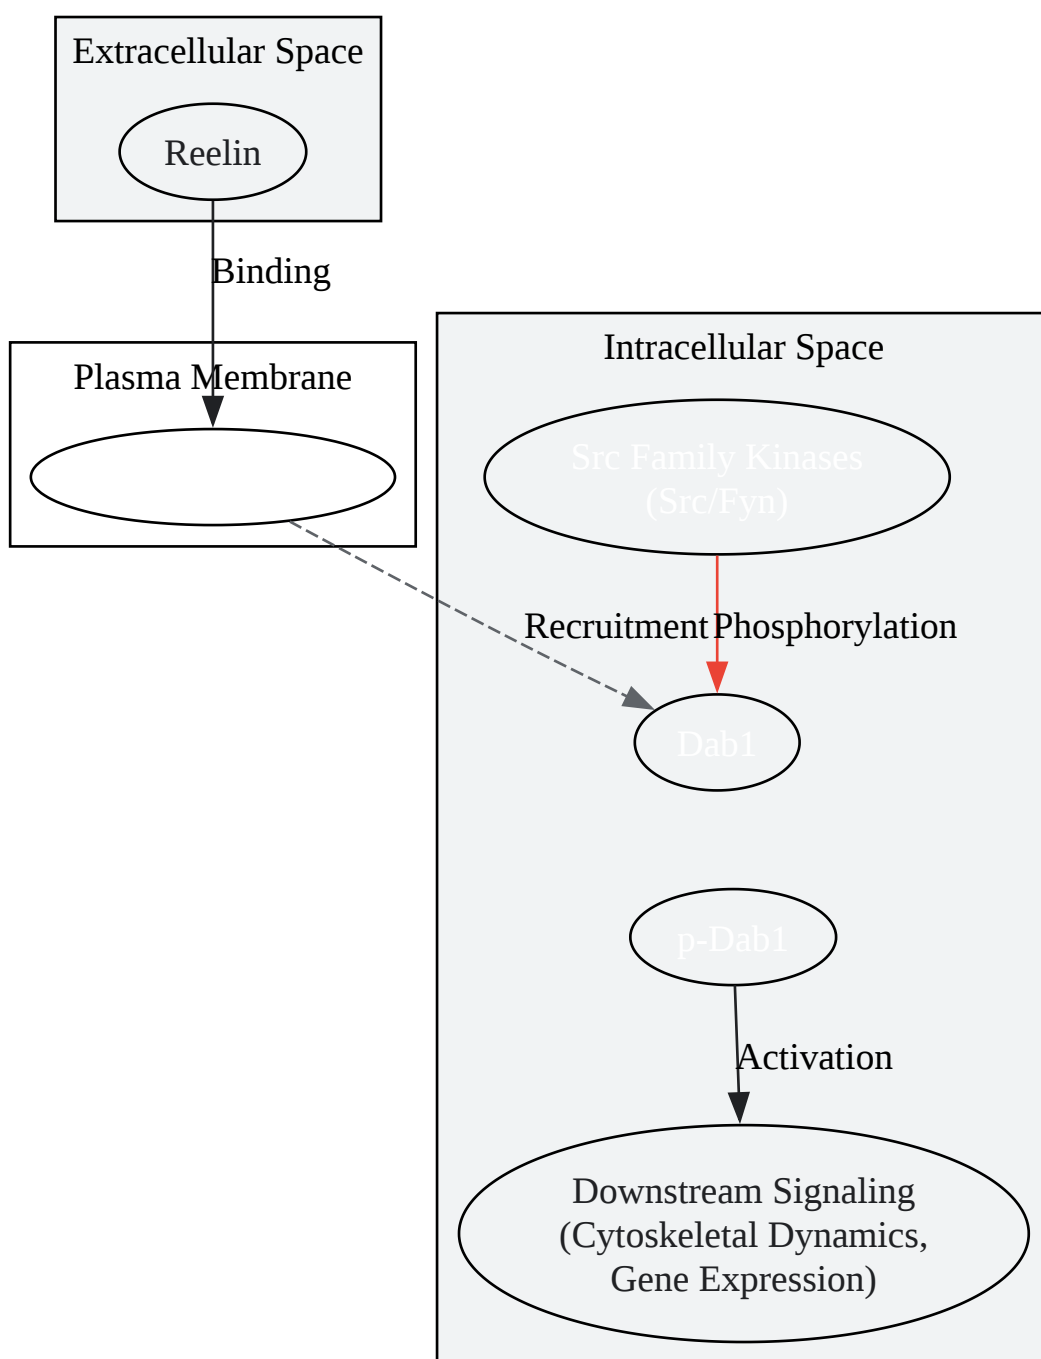 Extracellular Space
Reelin
Binding
Plasma Membrane
Intracellular Space
Src Family Kinases
(Src/Fyn)
Recruitment
Phosphorylation
Dab1
p-Dab1
Activation
Downstream Signaling
(Cytoskeletal Dynamics,
Gene Expression)